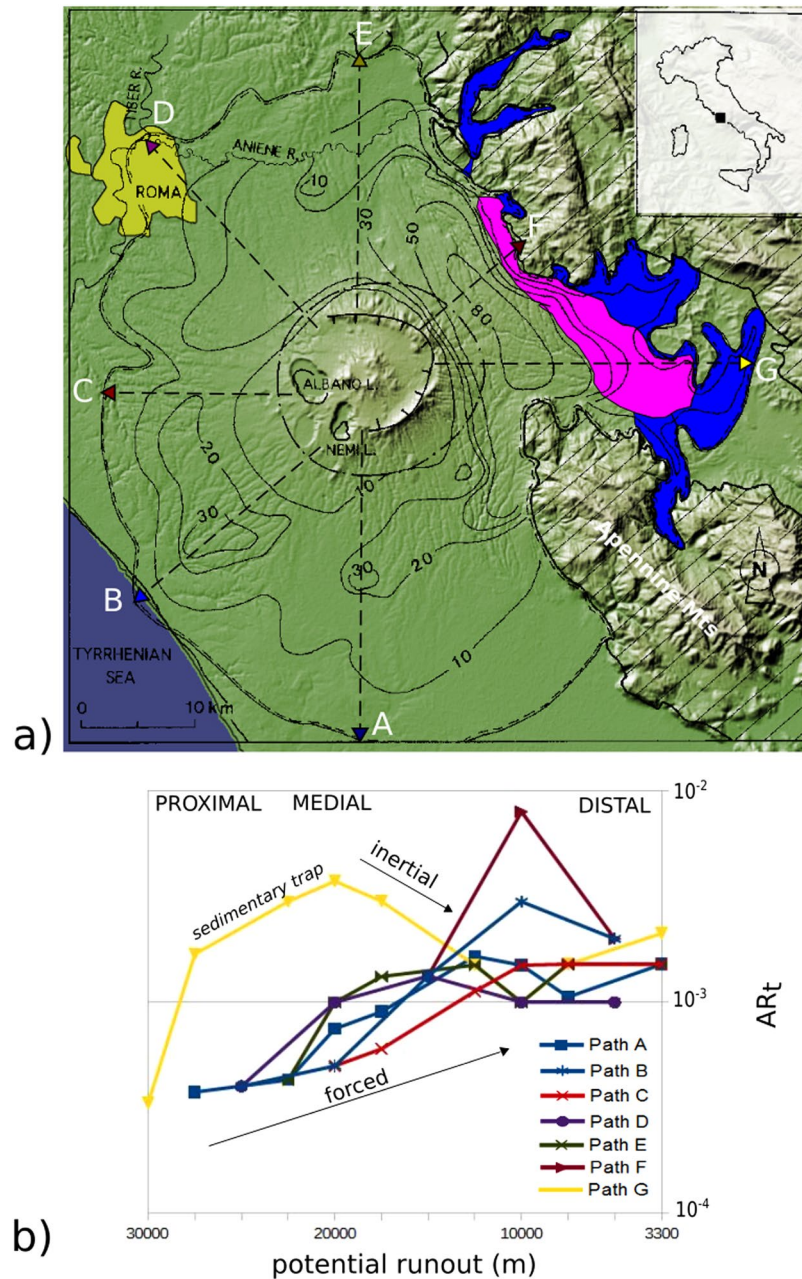 a)
E
D
TIBER R.
ANIENE R.
ROMA
10
30
50
F
80
G
C
ALBANO L.
NEMI L.
20
30
10
30
20
10
B
TYRRHENIAN
SEA
0 10 km
A
Apennine Mts
N
b)
PROXIMAL MEDIAL DISTAL
10-2
sedimentary trap
inertial
10-3
ARt
forced
Path A
Path B
Path C
Path D
Path E
Path F
Path G
10-4
30000 20000 10000 3300
potential runout (m)